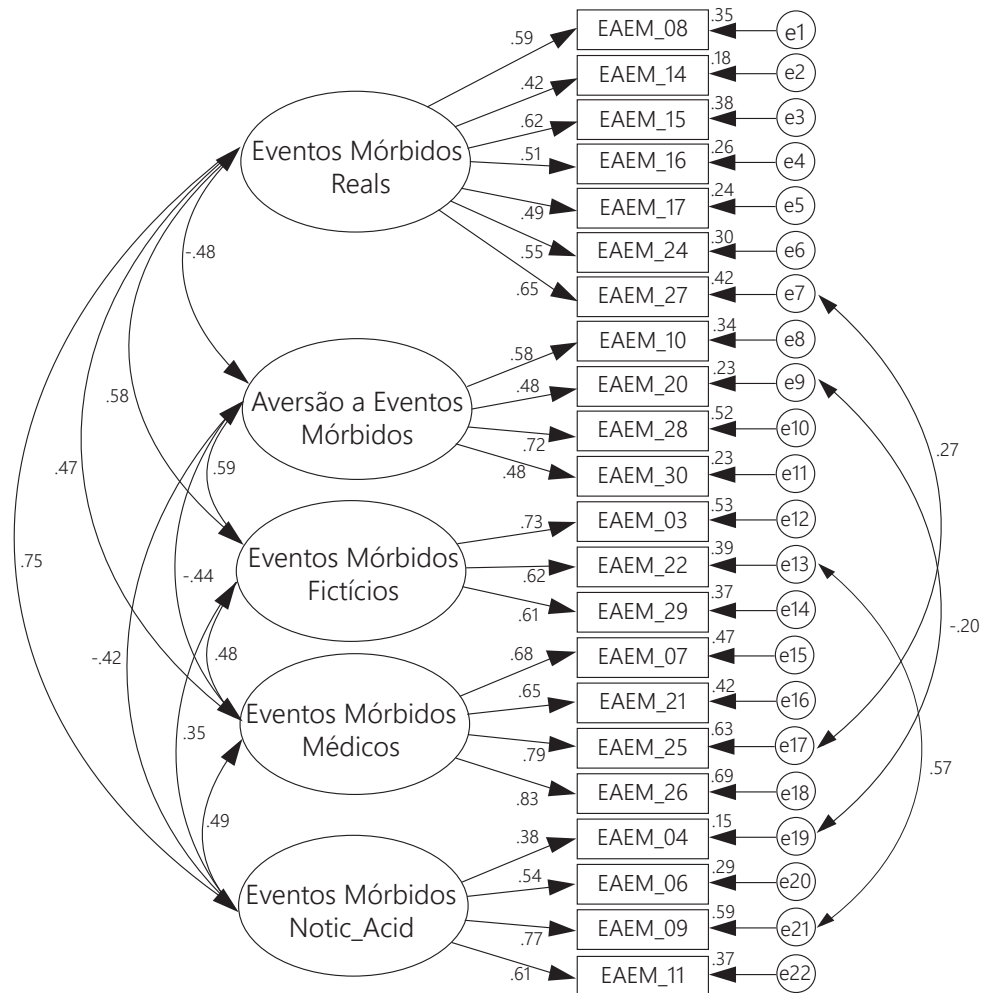 .59
EAEM_08
.35
e1
.42
EAEM_14
.18
e2
.62
EAEM_15
.38
e3
Eventos Mórbidos
Reals
.51
EAEM_16
.26
e4
.49
EAEM_17
.24
e5
.55
EAEM_24
.30
e6
.65
EAEM_27
.42
e7
-.48
.58
EAEM_10
.34
e8
Aversão a Eventos
Mórbidos
.48
EAEM_20
.23
e9
.72
EAEM_28
.52
e10
.48
EAEM_30
.23
e11
.58
.47
.59
.27
Eventos Mórbidos
Fictícios
.73
EAEM_03
.53
e12
.62
EAEM_22
.39
e13
.61
EAEM_29
.37
e14
.75
-.44
-.42
.48
-.20
Eventos Mórbidos
Médicos
.68
EAEM_07
.47
e15
.65
EAEM_21
.42
e16
.79
EAEM_25
.63
e17
.83
EAEM_26
.69
e18
.35
.49
.57
Eventos Mórbidos
Notic_Acid
.38
EAEM_04
.15
e19
.54
EAEM_06
.29
e20
.77
EAEM_09
.59
e21
.61
EAEM_11
.37
e22